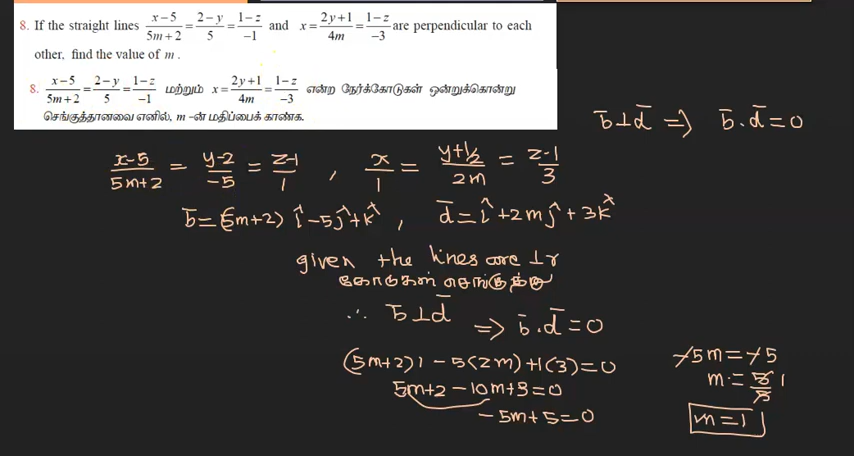 8. If the straight lines (x−5)/(5m+2) = (2−y)/5 = (1−z)/−1 and x = (2y+1)/4m = (1−z)/−3 are perpendicular to each
other, find the value of m.
8. (x−5)/(5m+2) = (2−y)/5 = (1−z)/−1 மற்றும் x = (2y+1)/4m = (1−z)/−3 என்ற நேர்க்கோடுகள் ஒன்றுக்கொன்று
செங்குத்தானவை எனில், m -ன் மதிப்பைக் காண்க.
b̄⊥d̄ ⇒ b̄.d̄=0
(x-5)/(5m+2) = (y-2)/-5 = (z-1)/1 , x/1 = (y+1/2)/2m = (z-1)/3
b̄=(5m+2) î-5ĵ+k̂ , d̄=î+2mĵ+3k̂
given the lines are ⊥r
கோடுகள்
∴ b̄⊥d̄ ⇒ b̄.d̄=0
(5m+2)1-5(2m)+1(3)=0
5m+2-10m+3=0
-5m+5=0
-5m=-5
m=5/5 1
m=1